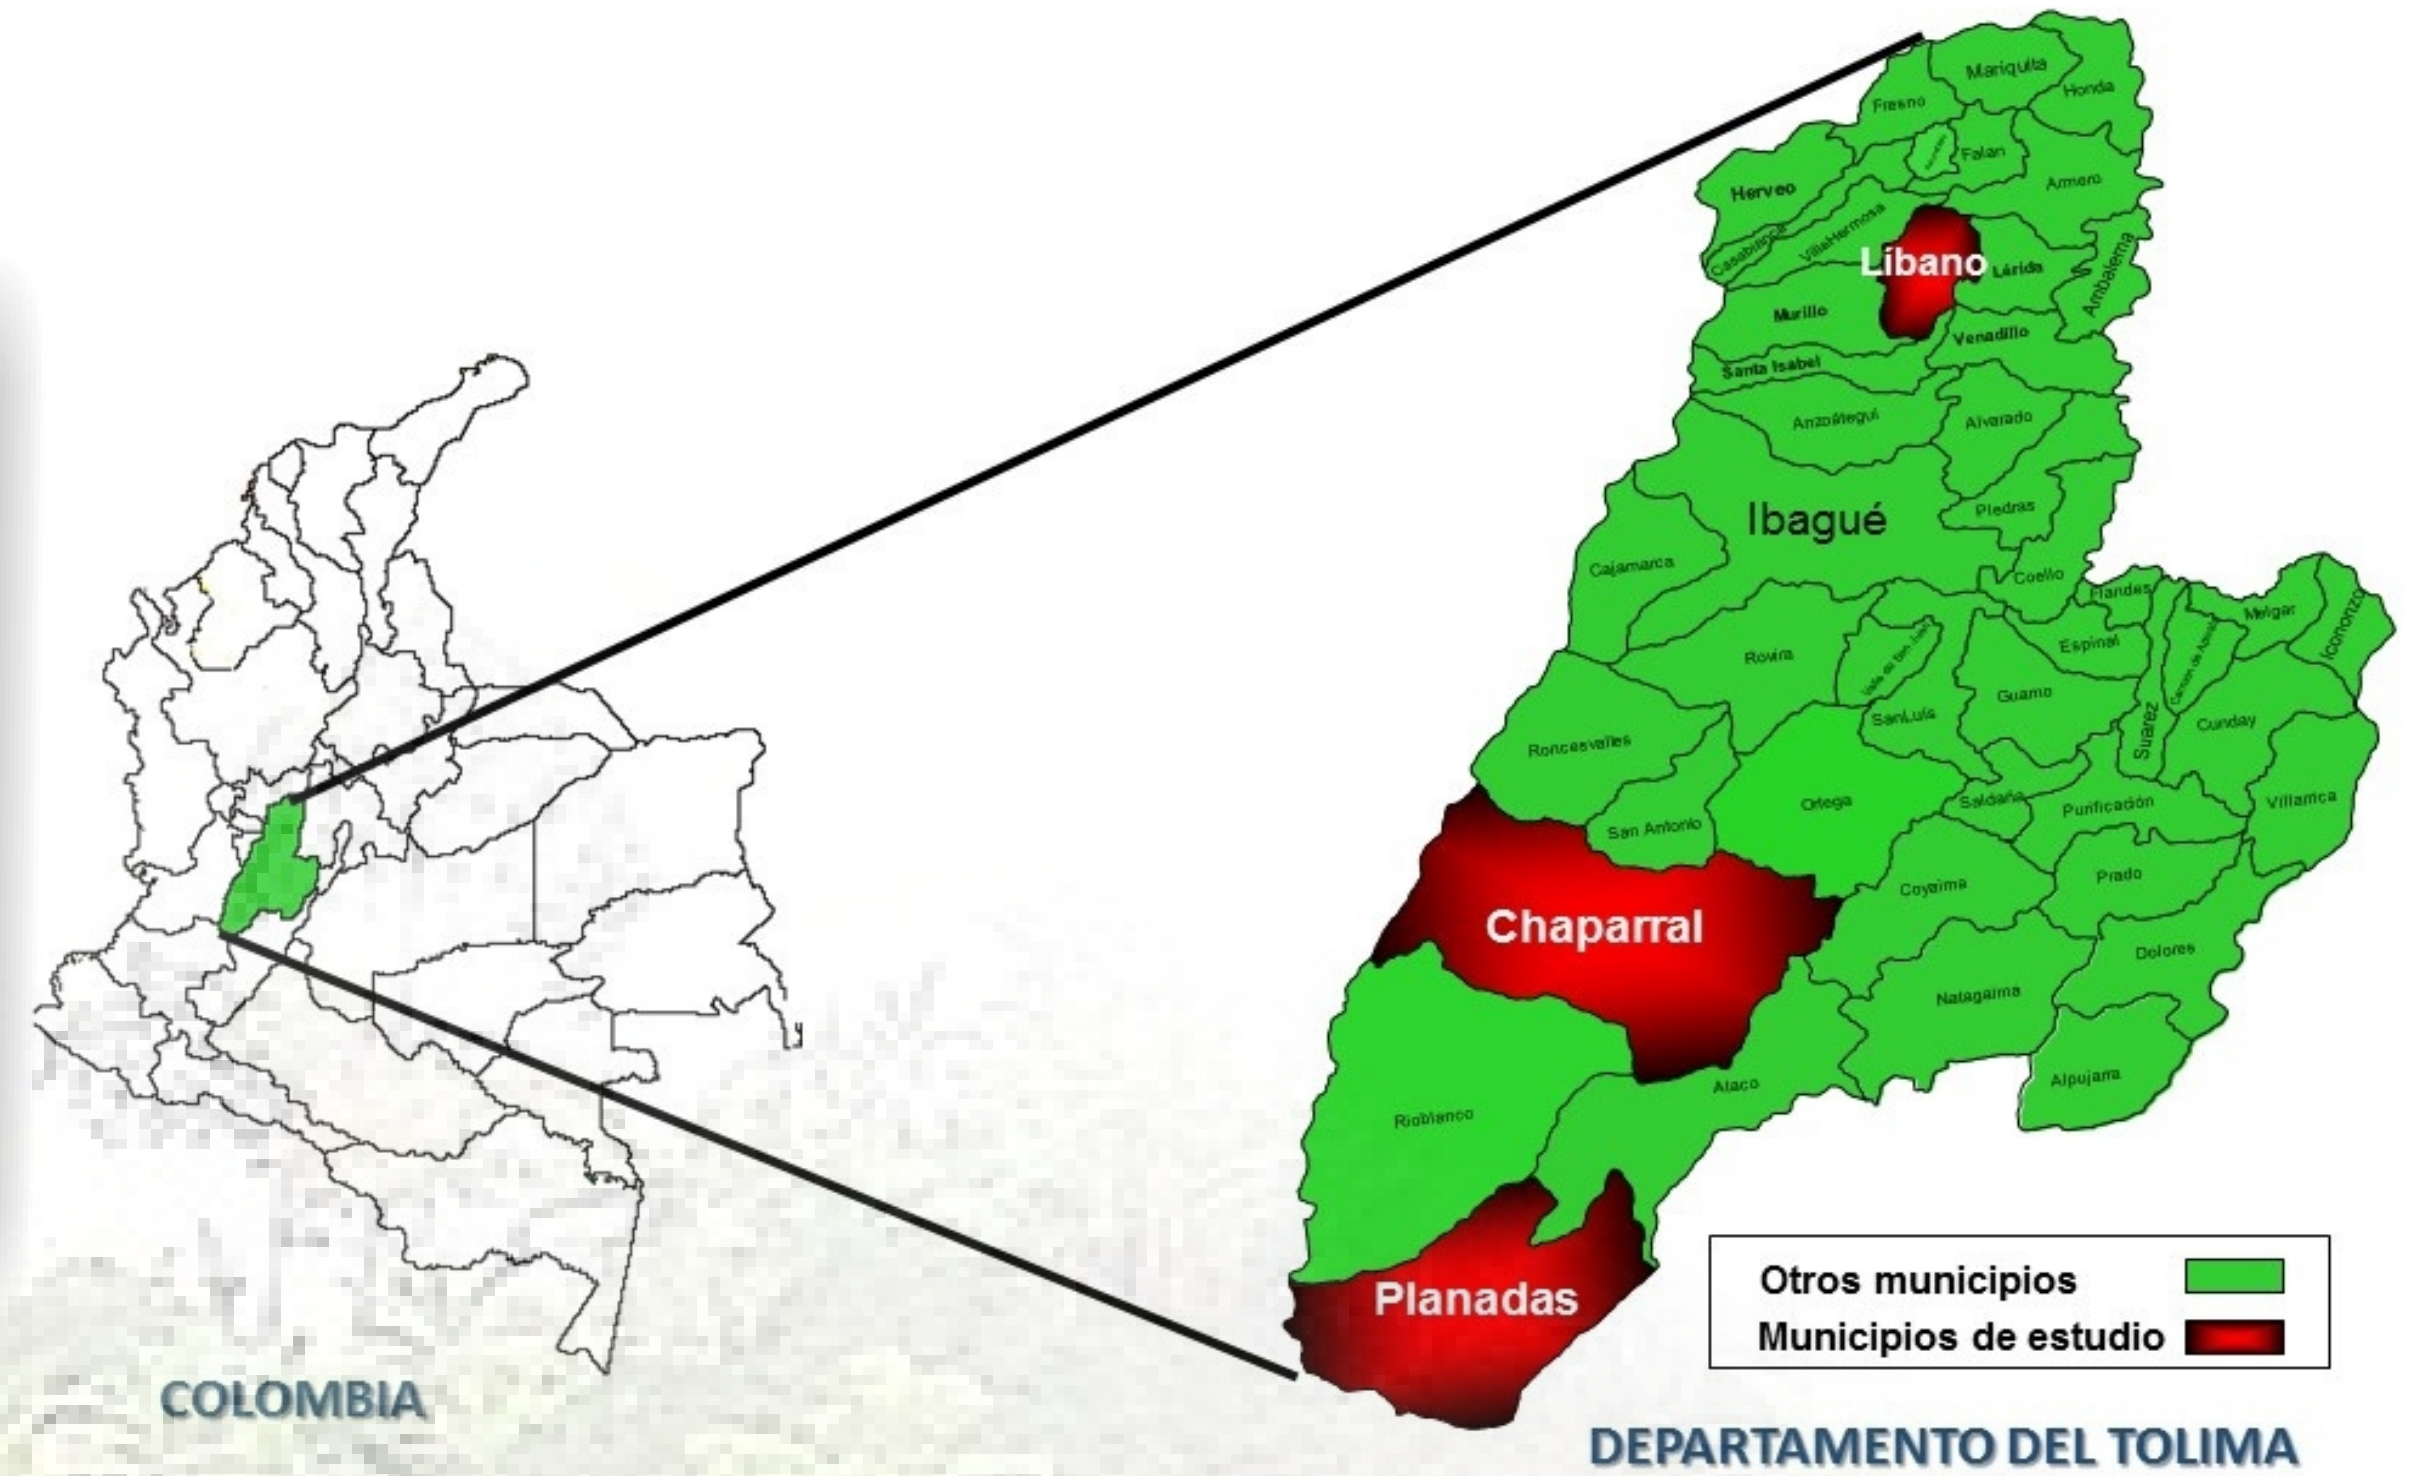 Mariquita
Honda
Fresno
Falan
Armero
Herveo
Casabianca
VillaHermosa
Líbano
Lérida
Ambalema
Murillo
Venadillo
Santa Isabel
Anzoátegui
Alvarado
Ibagué
Piedras
Cajamarca
Coello
Flandes
Melgar
Icononzo
Espinal
Rovira
Valle de San Juan
Carmen de Apicalá
Guamo
SanLuís
Suarez
Cunday
Roncesvalles
Ortega
Saldaña
Purificación
Villarrica
San Antonio
Chaparral
Coyaima
Prado
Dolores
Natagaima
Alpujarra
Ataco
Rioblanco
Planadas
Otros municipios
Municipios de estudio
COLOMBIA
DEPARTAMENTO DEL TOLIMA